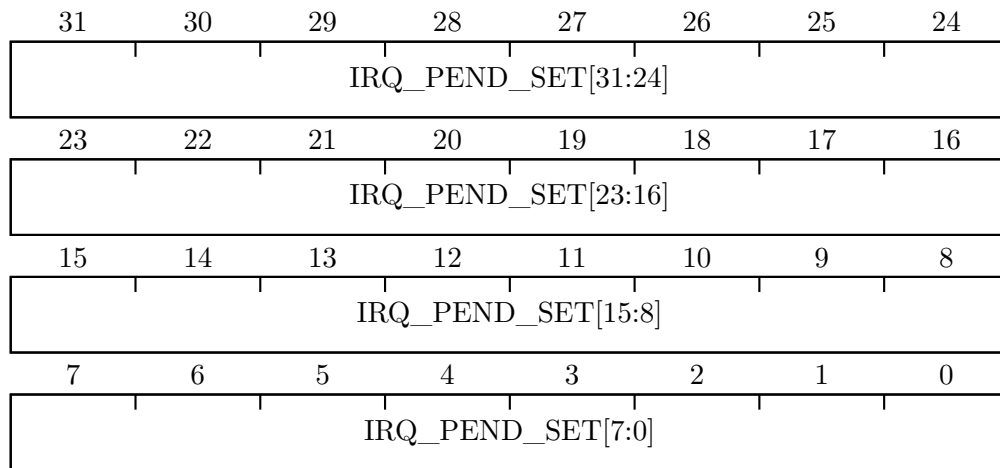 31 30 29 28 27 26 25 24
IRQ_PEND_SET[31:24]
23 22 21 20 19 18 17 16
IRQ_PEND_SET[23:16]
15 14 13 12 11 10 9 8
IRQ_PEND_SET[15:8]
7 6 5 4 3 2 1 0
IRQ_PEND_SET[7:0]